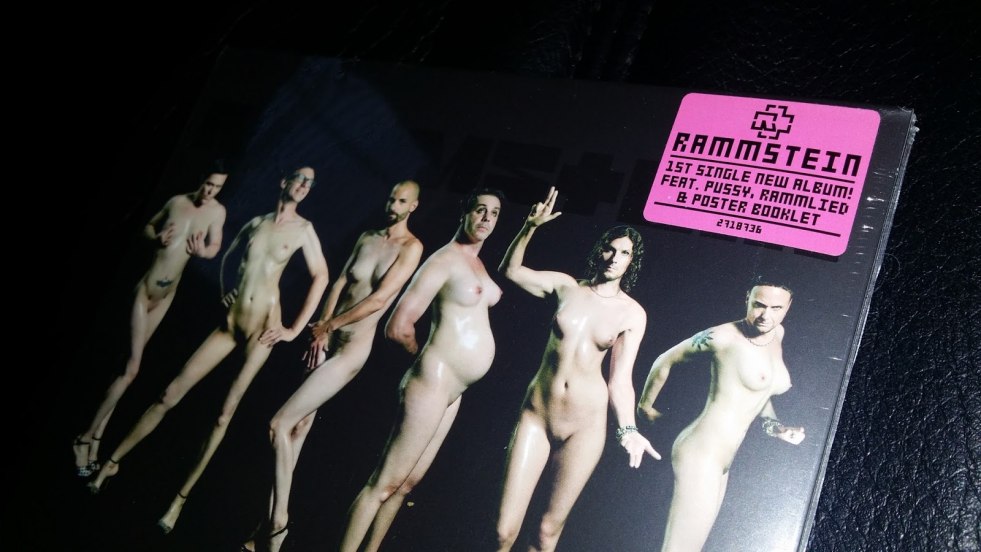 RAMMSTEIN
1ST SINGLE NEW ALBUM!
FEAT. PUSSY, RAMMLIED
& POSTER BOOKLET
2718736